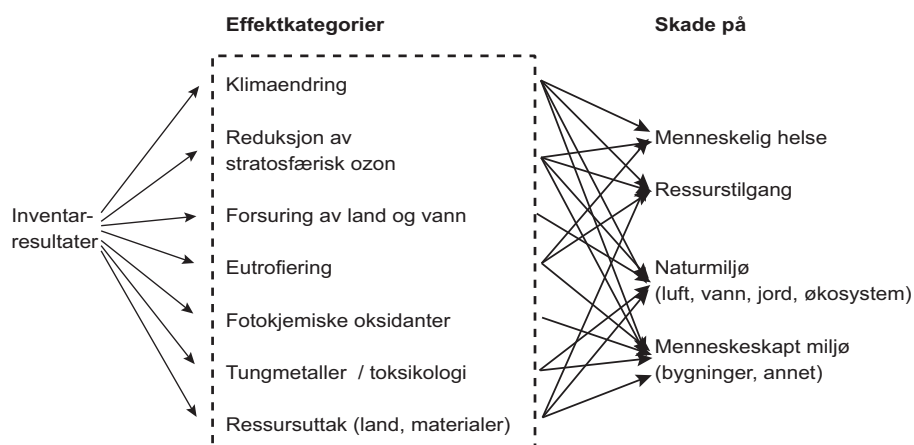 Effektkategorier
Skade på
Klimaendring
Reduksjon av
stratosfærisk ozon
Forsuring av land og vann
Eutrofiering
Fotokjemiske oksidanter
Tungmetaller / toksikologi
Ressursuttak (land, materialer)
Inventar-
resultater
Menneskelig helse
Ressurstilgang
Naturmiljø
(luft, vann, jord, økosystem)
Menneskeskapt miljø
(bygninger, annet)